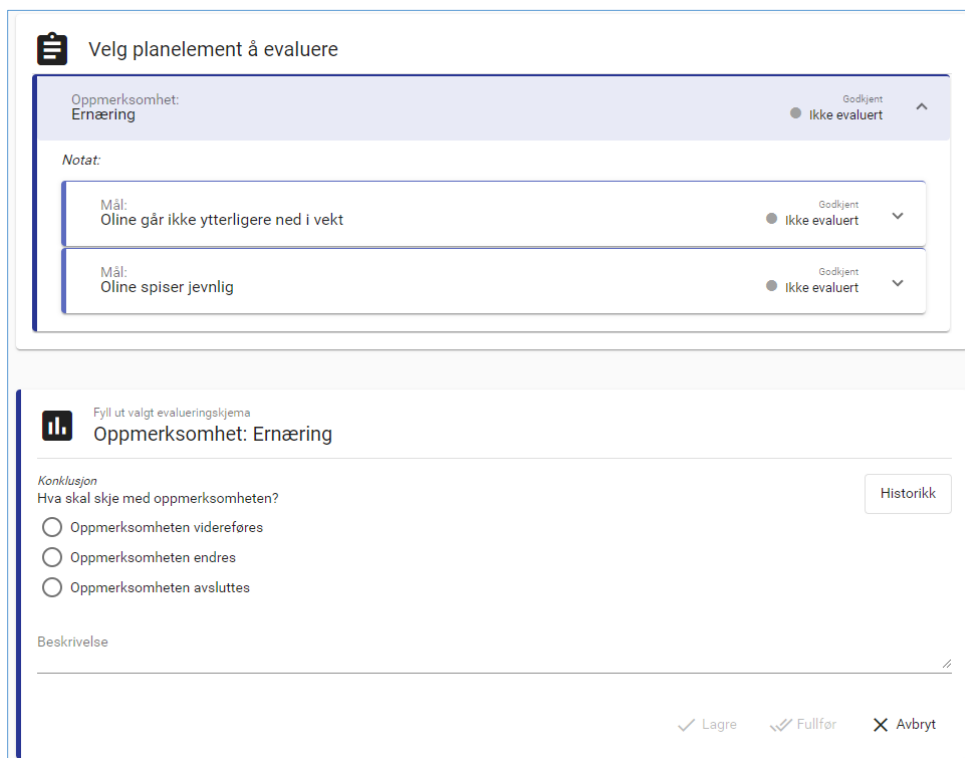 Velg planelement å evaluere
Oppmerksomhet:
Ernæring
Godkjent
Ikke evaluert
Notat:
Mål:
Oline går ikke ytterligere ned i vekt
Godkjent
Ikke evaluert
Mål:
Oline spiser jevnlig
Godkjent
Ikke evaluert
Fyll ut valgt evalueringskjema
Oppmerksomhet: Ernæring
Konklusjon
Hva skal skje med oppmerksomheten?
Historikk
Oppmerksomheten videreføres
Oppmerksomheten endres
Oppmerksomheten avsluttes
Beskrivelse
Lagre Fullfør Avbryt